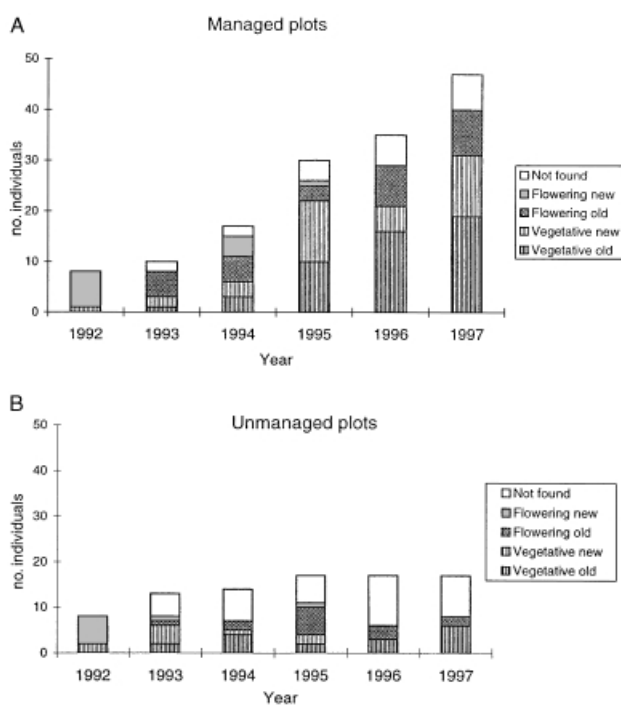 A
Managed plots
50
40
30
20
10
0
no. individuals
1992 1993 1994 1995 1996 1997
Year
Not found
Flowering new
Flowering old
Vegetative new
Vegetative old
B
Unmanaged plots
50
40
30
20
10
0
no. individuals
1992 1993 1994 1995 1996 1997
Year
Not found
Flowering new
Flowering old
Vegetative new
Vegetative old